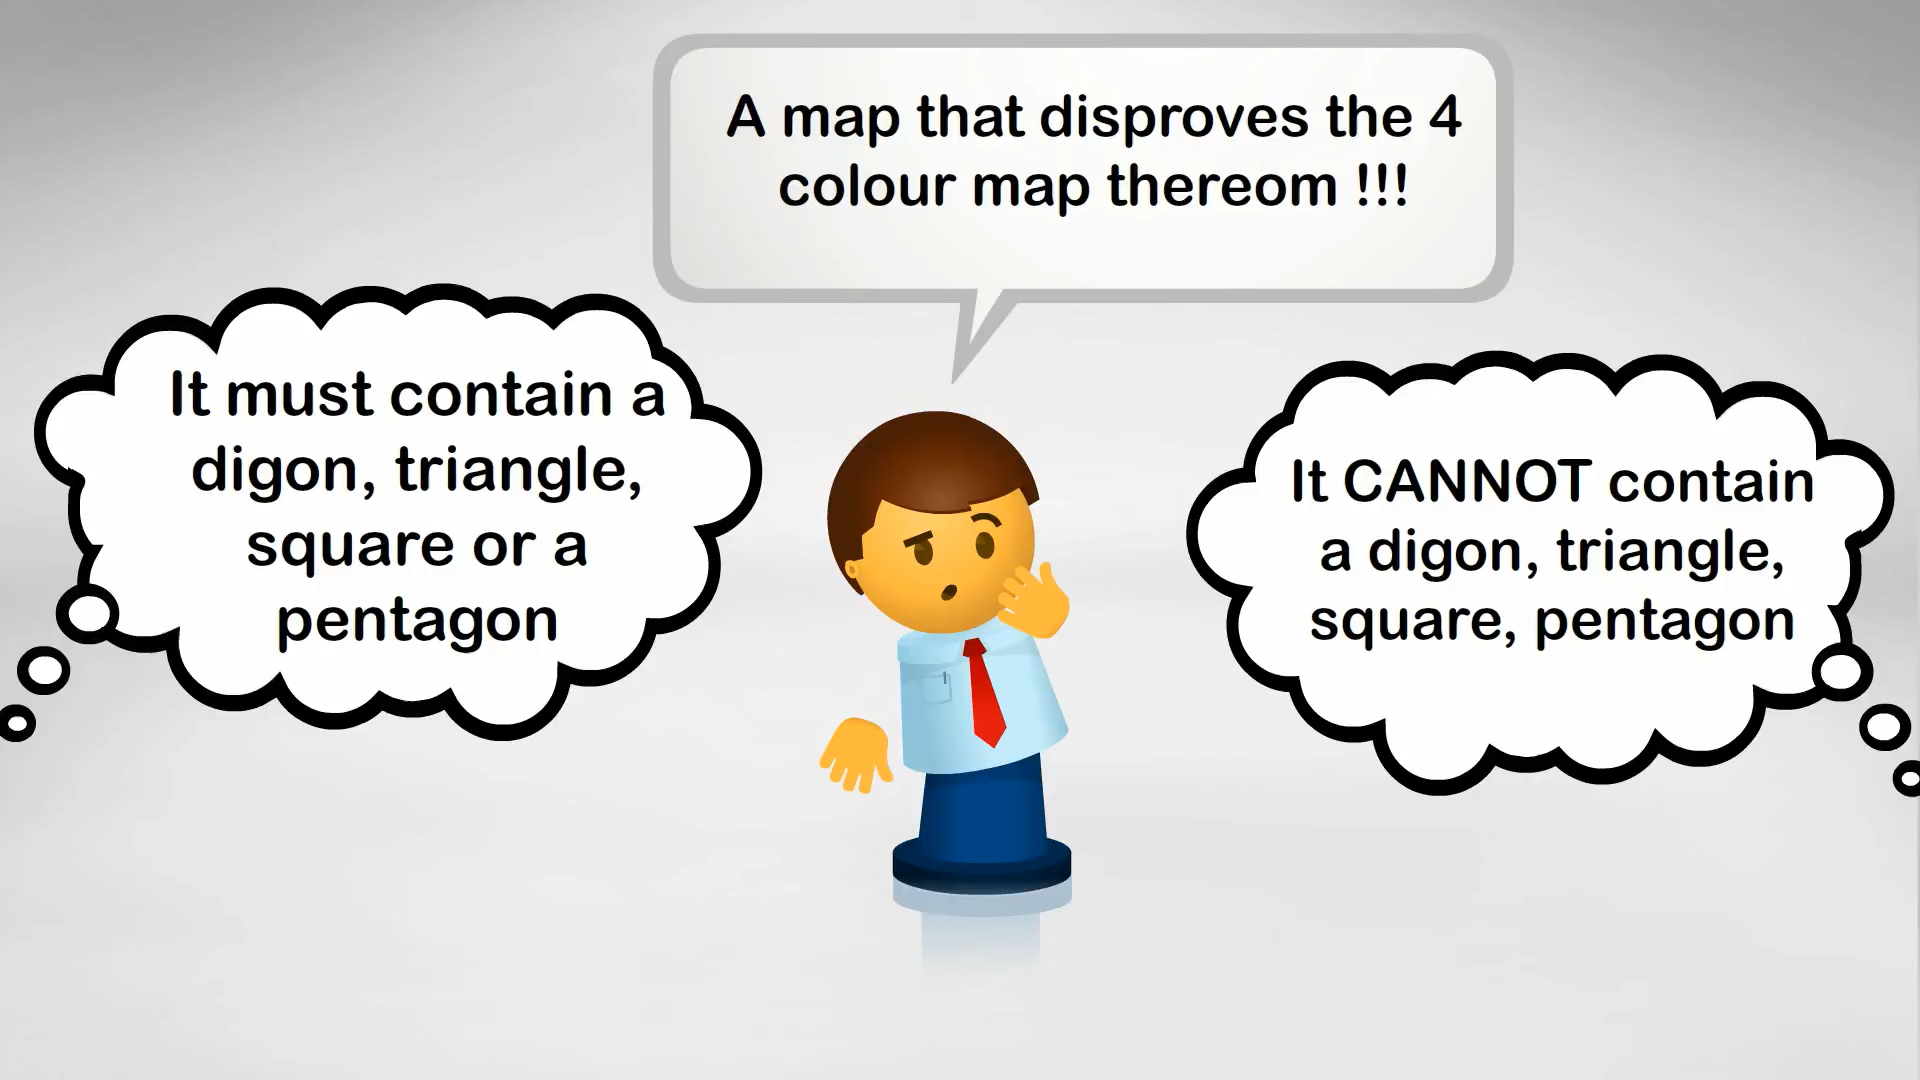 A map that disproves the 4
colour map thereom !!!
It must contain a
digon, triangle,
square or a
pentagon
It CANNOT contain
a digon, triangle,
square, pentagon